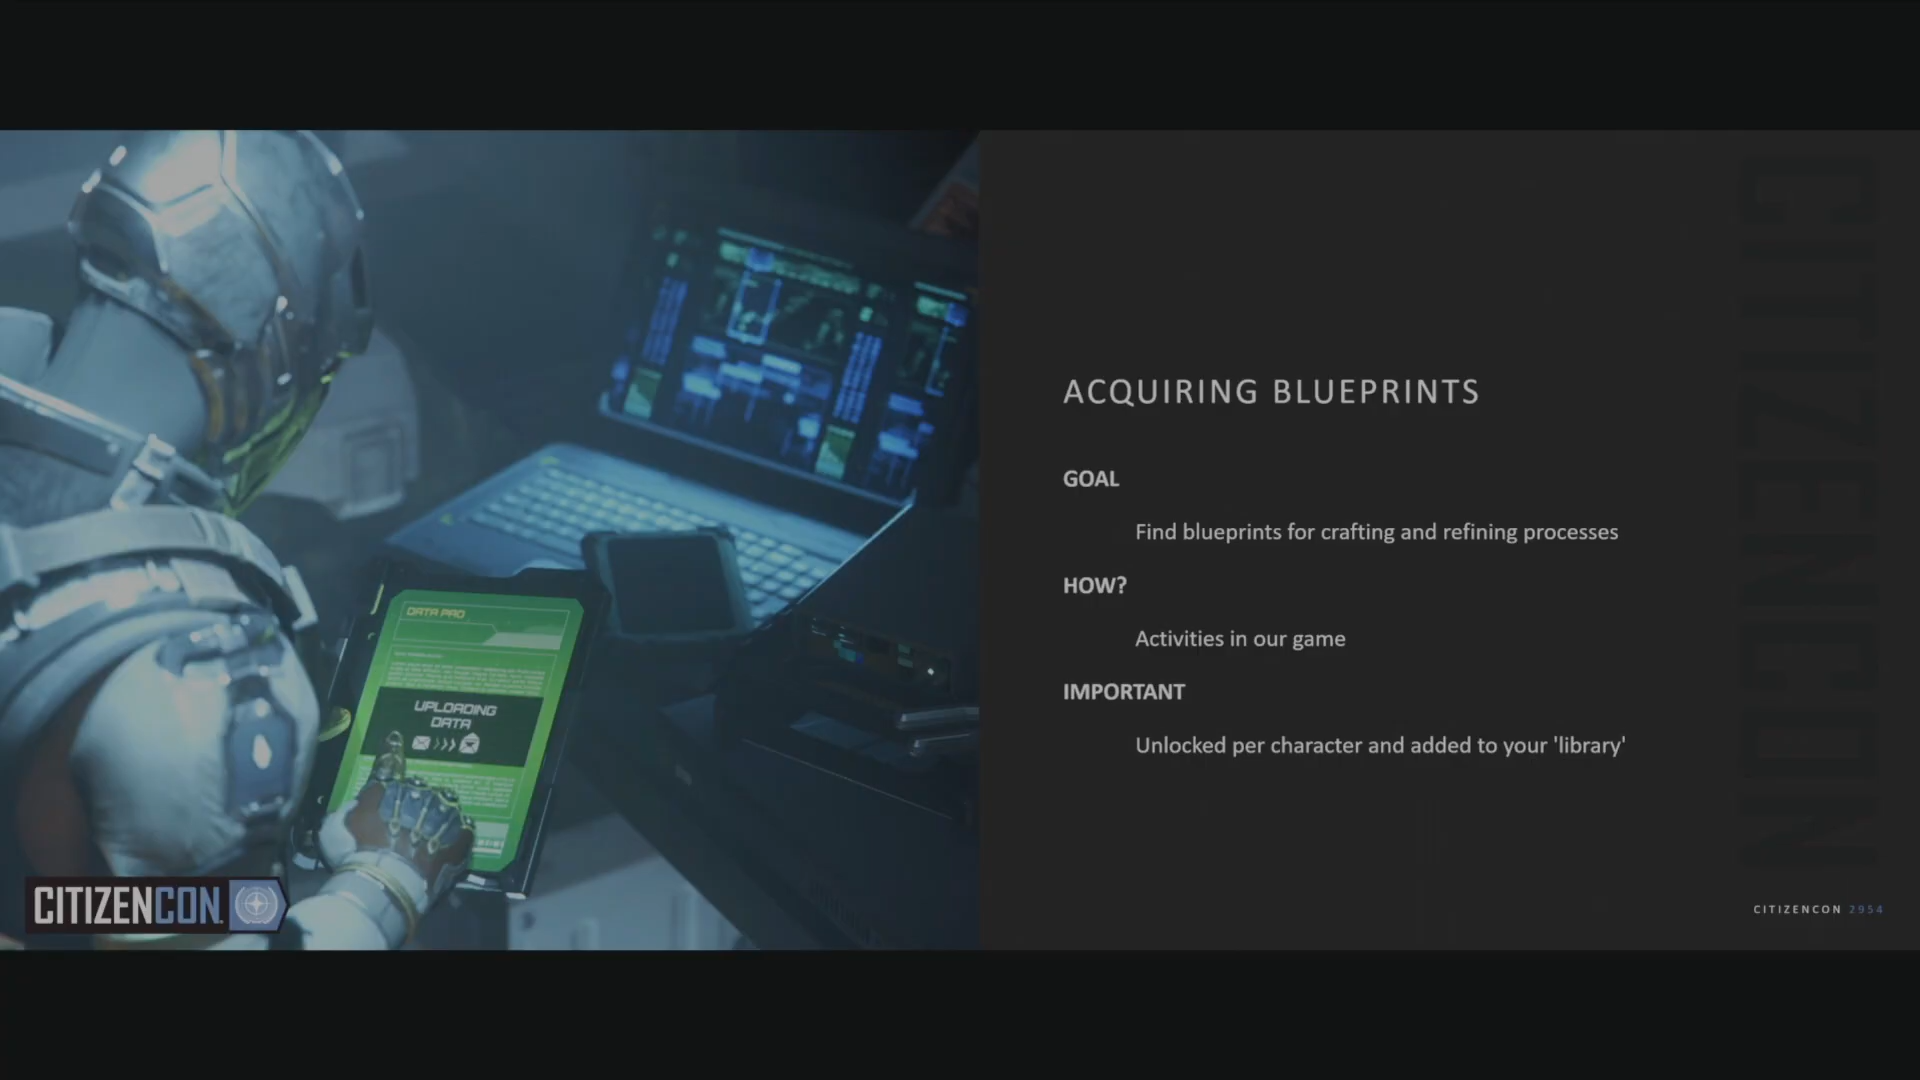 DATA PAD
UPLOADING
DATA
CITIZENCON
ACQUIRING BLUEPRINTS
GOAL
Find blueprints for crafting and refining processes
HOW?
Activities in our game
IMPORTANT
Unlocked per character and added to your 'library'
CITIZENCON
CITIZENCON 2954